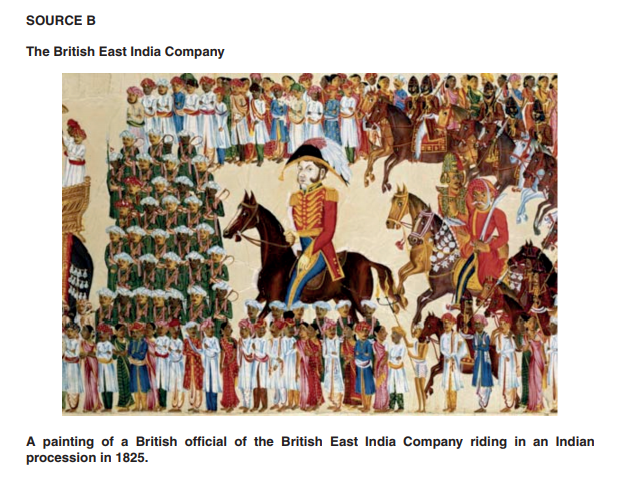 SOURCE B
The British East India Company
A painting of a British official of the British East India Company riding in an Indian
procession in 1825.